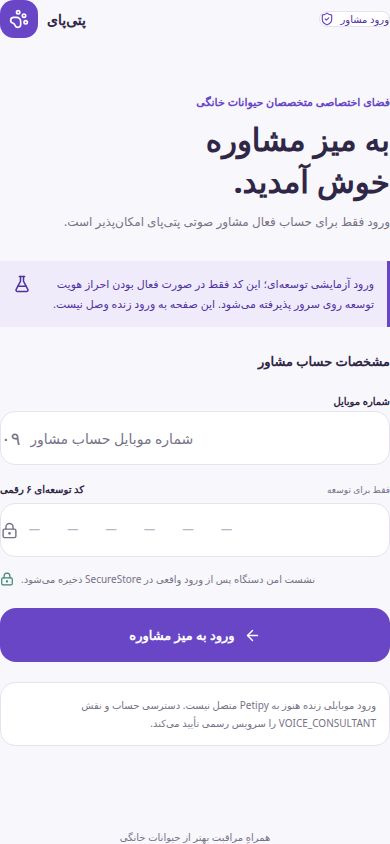 ورود مشاور
پتی‌پای
فضای اختصاصی متخصصان حیوانات خانگی
به میز مشاوره
خوش آمدید.
ورود فقط برای حساب فعال مشاور صوتی پتی‌پای امکان‌پذیر است.
ورود آزمایشی توسعه‌ای؛ این کد فقط در صورت فعال بودن احراز هویت
توسعه روی سرور پذیرفته می‌شود. این صفحه به ورود زنده وصل نیست.
مشخصات حساب مشاور
شماره موبایل
۰۹ شماره موبایل حساب مشاور
کد توسعه‌ای ۶ رقمی
فقط برای توسعه
— — — — — —
نشست امن دستگاه پس از ورود واقعی در SecureStore ذخیره می‌شود.
ورود به میز مشاوره
ورود موبایلی زنده هنوز به Petipy متصل نیست. دسترسی حساب و نقش
VOICE_CONSULTANT را سرویس رسمی تأیید می‌کند.
همراهِ مراقبت بهتر از حیوانات خانگی